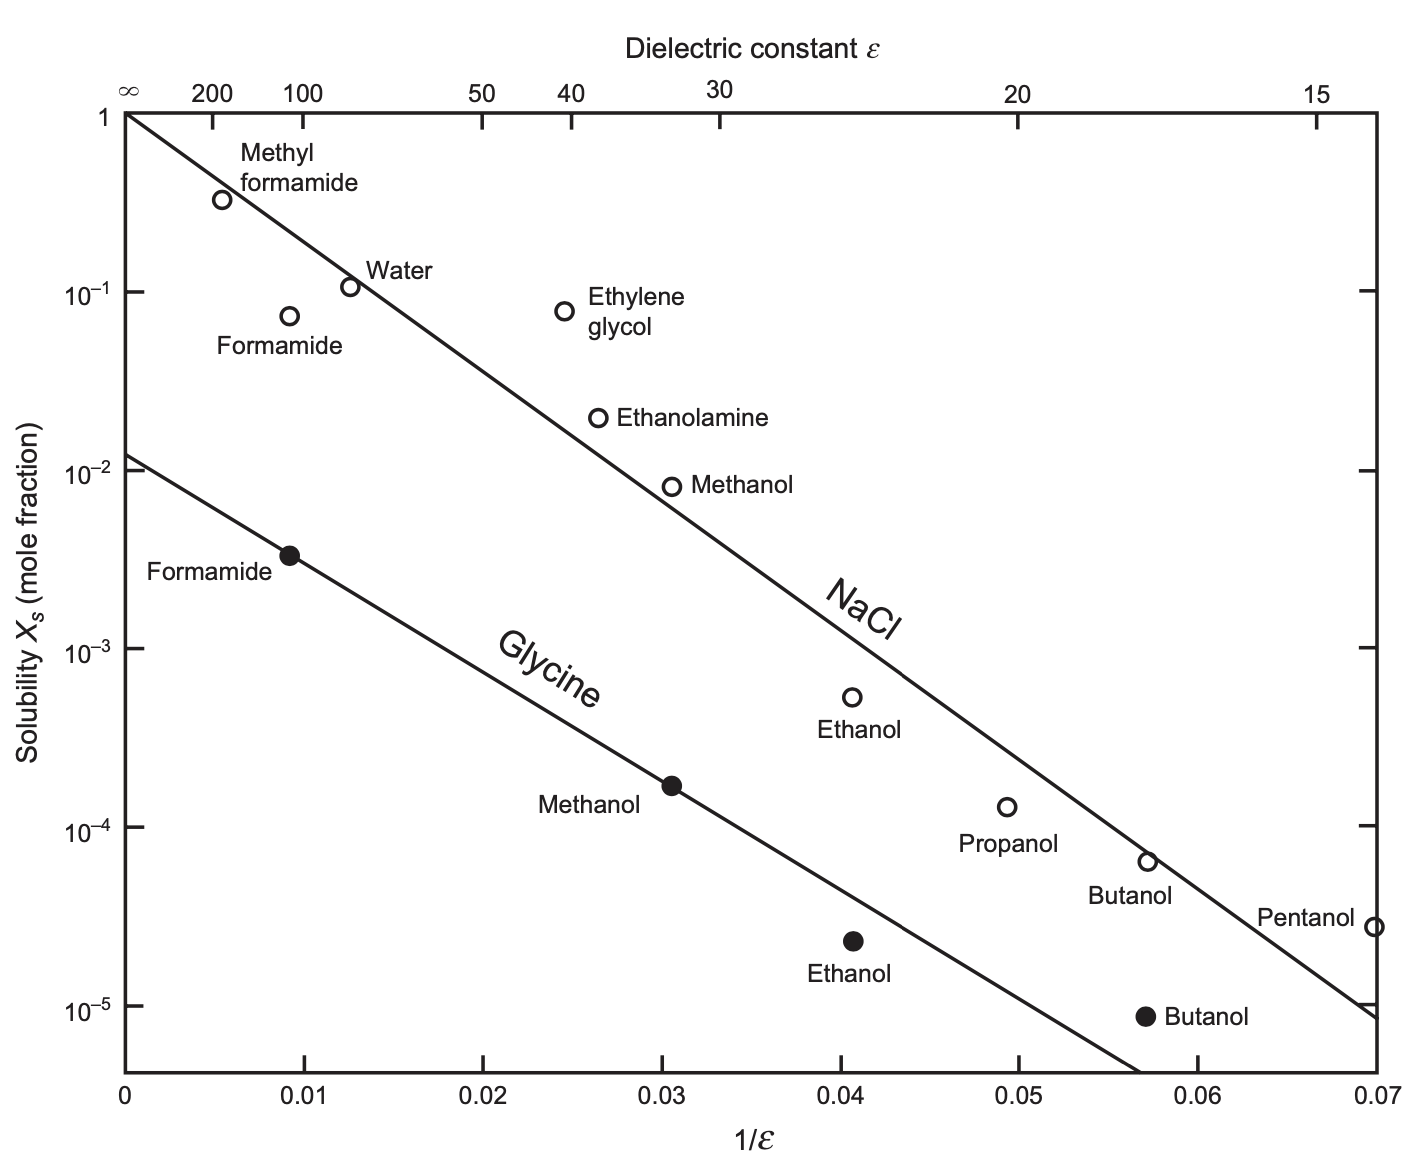 Dielectric constant ε
∞ 200 100 50 40 30 20 15
1
Methyl
formamide
Water
10⁻¹
Ethylene
glycol
Formamide
Ethanolamine
10⁻²
Methanol
Formamide
NaCl
10⁻³
Glycine
Ethanol
Methanol
10⁻⁴
Propanol
Butanol
Pentanol
Ethanol
10⁻⁵
Butanol
0 0.01 0.02 0.03 0.04 0.05 0.06 0.07
1/ε
Solubility Xₛ (mole fraction)